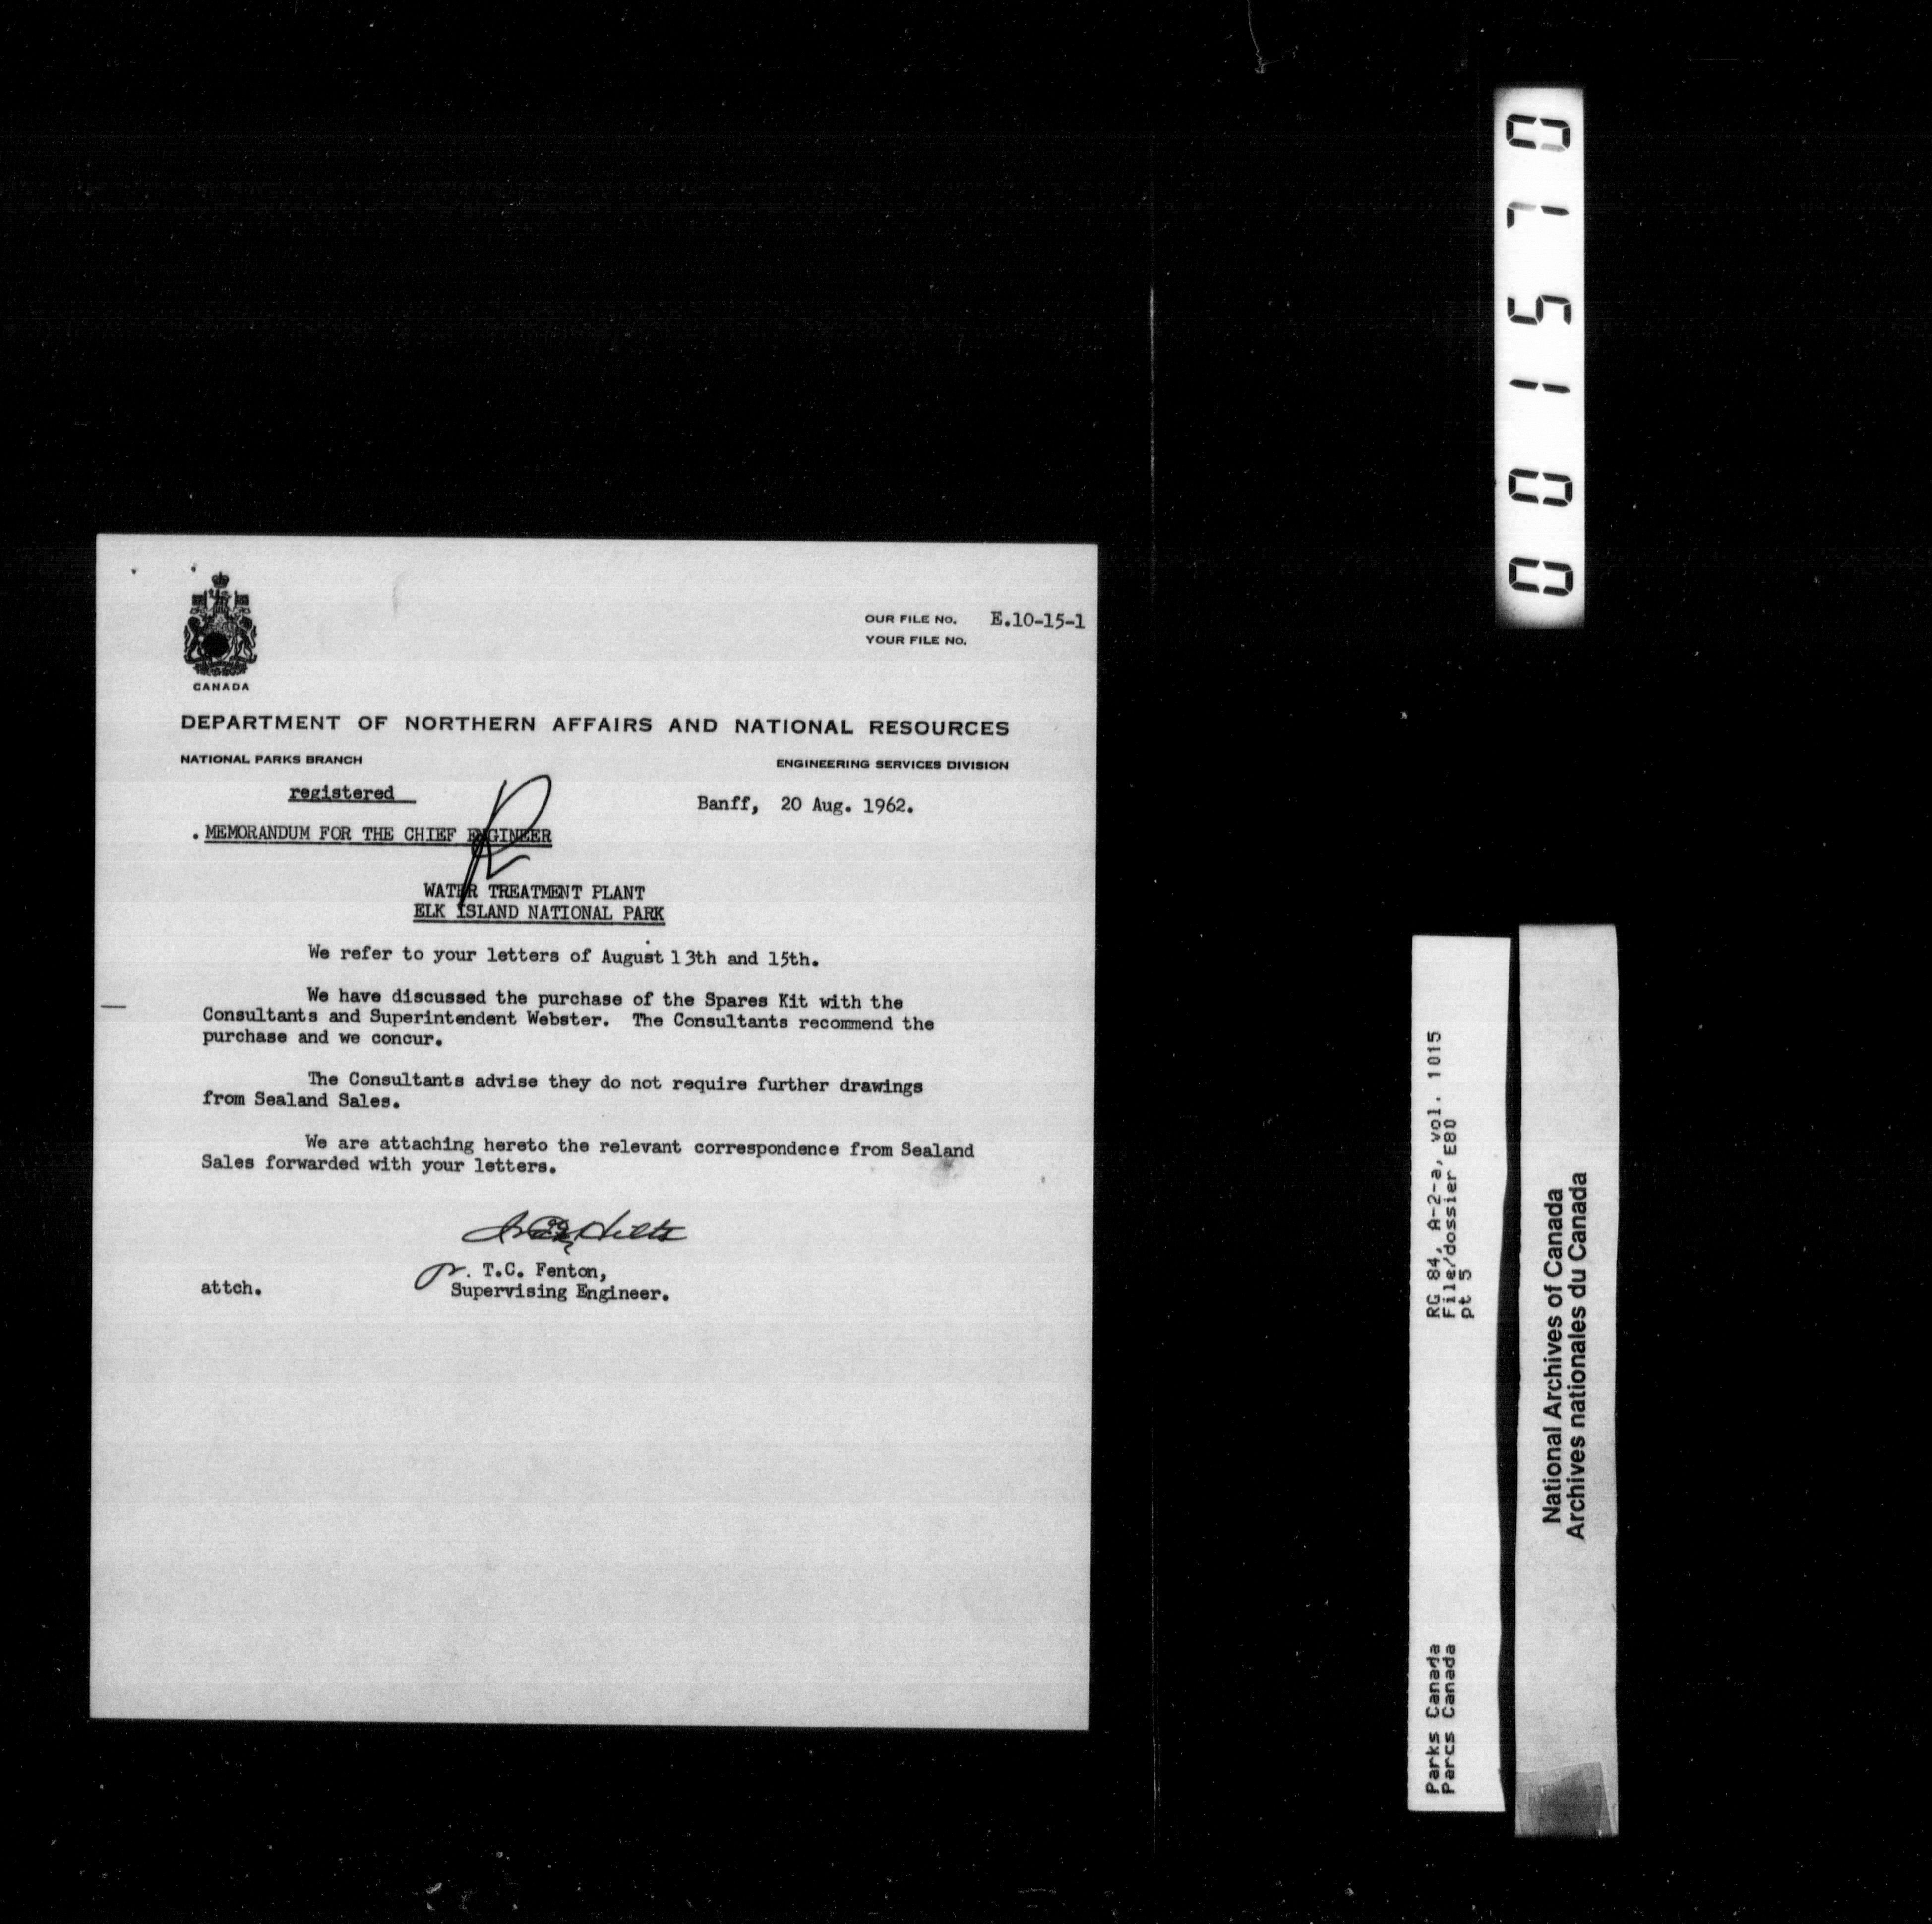 OUR FILE NO. E.10-15-1
YOUR FILE NO.
CANADA
DEPARTMENT OF NORTHERN AFFAIRS AND NATIONAL RESOURCES
NATIONAL PARKS BRANCH
ENGINEERING SERVICES DIVISION
registered
Banff, 20 Aug. 1962.
. MEMORANDUM FOR THE CHIEF ENGINEER
WATER TREATMENT PLANT
ELK ISLAND NATIONAL PARK
We refer to your letters of August 13th and 15th.
We have discussed the purchase of the Spares Kit with the
Consultants and Superintendent Webster. The Consultants recommend the
purchase and we concur.
The Consultants advise they do not require further drawings
from Sealand Sales.
We are attaching hereto the relevant correspondence from Sealand
Sales forwarded with your letters.
T.C. Fenton,
attch.
Supervising Engineer.
001570
RG 84, A-2-a, vol. 1015
File/dossier E80
pt 5
Parks Canada
Parcs Canada
National Archives of Canada
Archives nationales du Canada